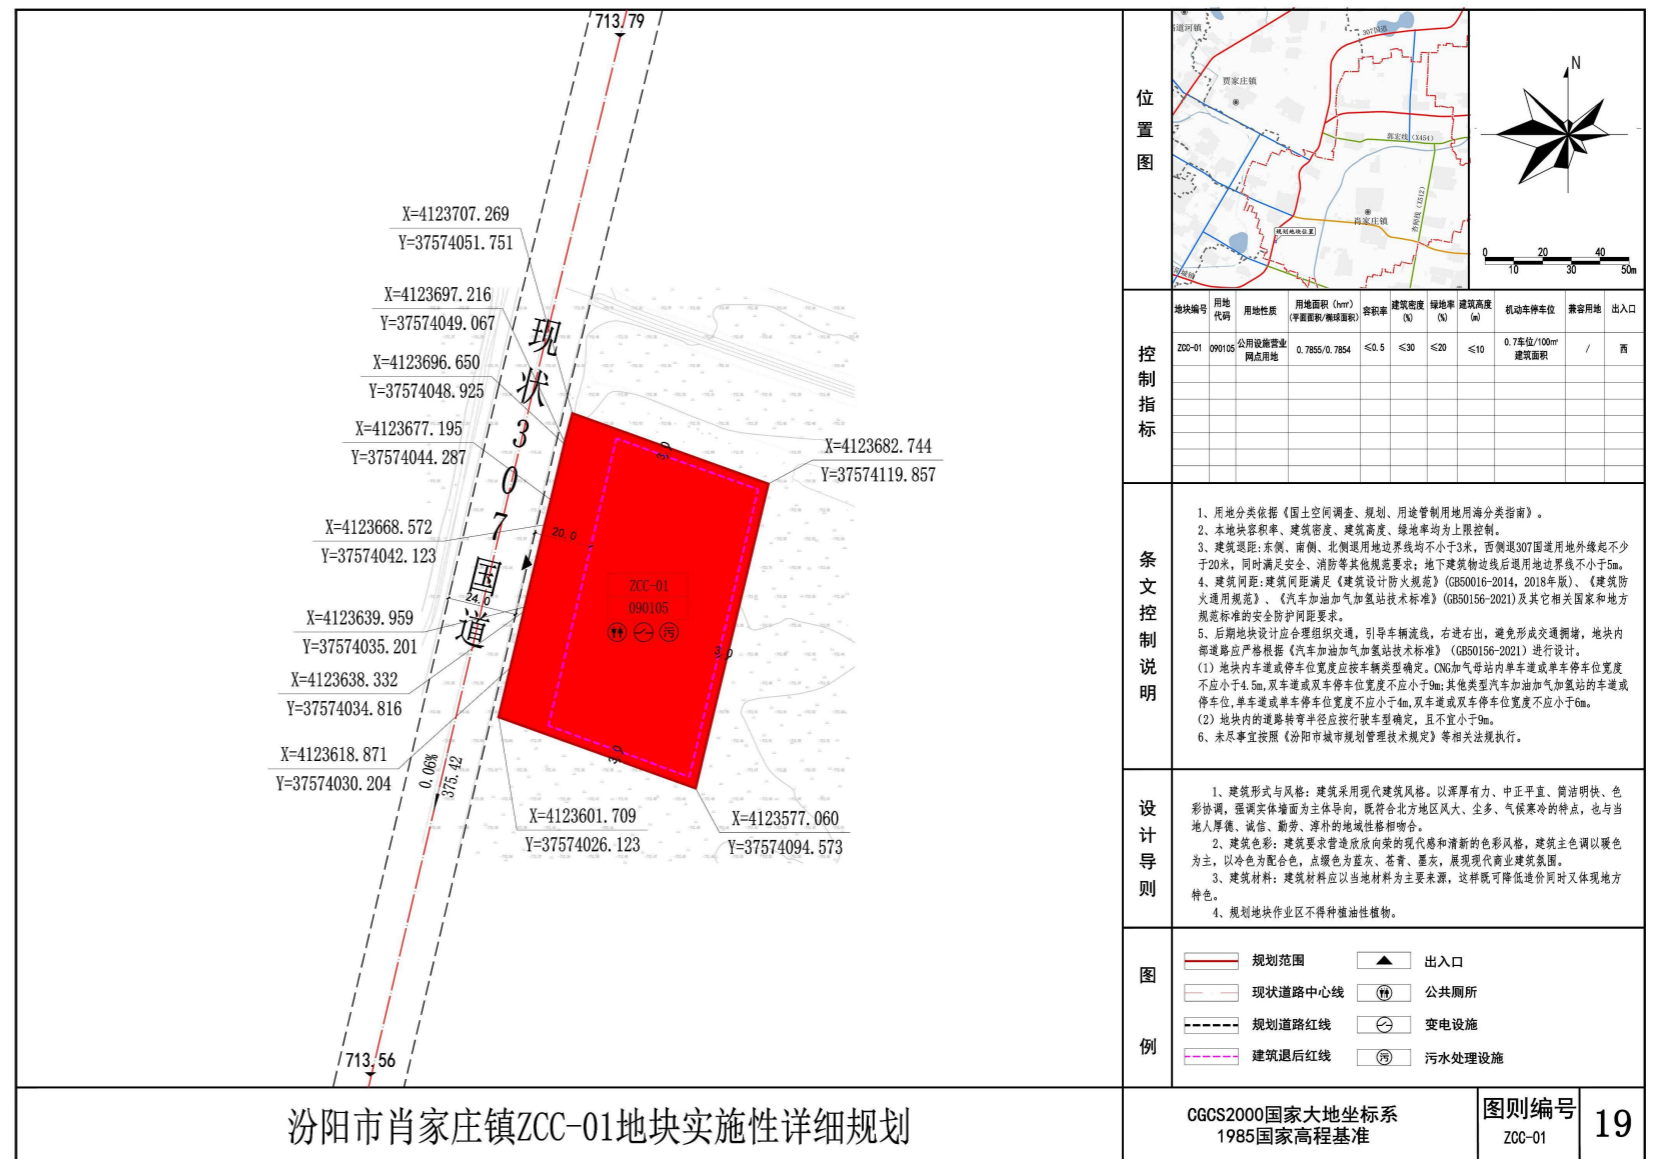 713.79
X=4123707.269
Y=37574051.751
X=4123697.216
Y=37574049.067
X=4123696.650
Y=37574048.925
X=4123677.195
Y=37574044.287
X=4123668.572
Y=37574042.123
X=4123639.959
Y=37574035.201
X=4123638.332
Y=37574034.816
X=4123618.871
Y=37574030.204
X=4123601.709
Y=37574026.123
X=4123577.060
Y=37574094.573
X=4123682.744
Y=37574119.857
现状307国道
3.0
20.0
24.0
3.0
3.0
ZCC-01
090105
污
0.06%
375.42
713.56
位置图
道河镇
307国道
贾家庄镇
郭宏线(X454)
肖家庄镇
规划地块位置
N
0 20 40
10 30 50m
控制指标
地块编号 用地代码 用地性质 用地面积(hm²)(平面面积/椭球面积) 容积率 建筑密度(%) 绿地率(%) 建筑高度(m) 机动车停车位 兼容用地 出入口
ZCC-01 090105 公用设施营业网点用地 0.7855/0.7854 ≤0.5 ≤30 ≤20 ≤10 0.7车位/100m²建筑面积 / 西
条文控制说明
1、用地分类依据《国土空间调查、规划、用途管制用地用海分类指南》。
2、本地块容积率、建筑密度、建筑高度、绿地率均为上限控制。
3、建筑退距:东侧、南侧、北侧退用地边界线均不小于3米，西侧退307国道用地外缘起不少
于20米，同时满足安全、消防等其他规范要求；地下建筑物边线后退用地边界线不小于5m。
4、建筑间距:建筑间距满足《建筑设计防火规范》(GB50016-2014，2018年版)、《建筑防
火通用规范》、《汽车加油加气加氢站技术标准》(GB50156-2021)及其它相关国家和地方
规范标准的安全防护间距要求。
5、后期地块设计应合理组织交通，引导车辆流线，右进右出，避免形成交通拥堵，地块内
部道路应严格根据《汽车加油加气加氢站技术标准》（GB50156-2021）进行设计。
(1）地块内车道或停车位宽度应按车辆类型确定。CNG加气母站内单车道或单车停车位宽度
不应小于4.5m,双车道或双车停车位宽度不应小于9m;其他类型汽车加油加气加氢站的车道或
停车位,单车道或单车停车位宽度不应小于4m,双车道或双车停车位宽度不应小于6m。
(2）地块内的道路转弯半径应按行驶车型确定，且不宜小于9m。
6、未尽事宜按照《汾阳市城市规划管理技术规定》等相关法规执行。
设计导则
1、建筑形式与风格：建筑采用现代建筑风格。以浑厚有力、中正平直、简洁明快、色
彩协调，强调实体墙面为主体导向，既符合北方地区风大、尘多、气候寒冷的特点，也与当
地人厚德、诚信、勤劳、淳朴的地域性格相吻合。
2、建筑色彩：建筑要求营造欣欣向荣的现代感和清新的色彩风格，建筑主色调以暖色
为主，以冷色为配合色，点缀色为蓝灰、苍青、墨灰，展现现代商业建筑氛围。
3、建筑材料：建筑材料应以当地材料为主要来源，这样既可降低造价同时又体现地方
特色。
4、规划地块作业区不得种植油性植物。
图例
规划范围
出入口
现状道路中心线
公共厕所
规划道路红线
变电设施
建筑退后红线
污
污水处理设施
汾阳市肖家庄镇ZCC-01地块实施性详细规划
CGCS2000国家大地坐标系
1985国家高程基准
图则编号
ZCC-01
19